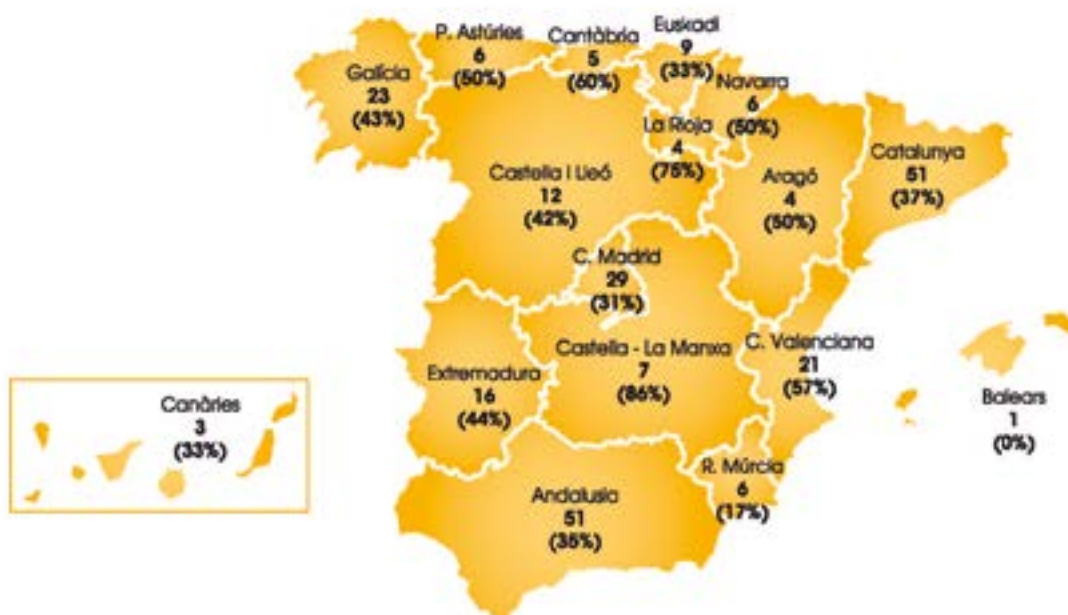 P. Astúries
6
(50%)
Cantàbria
5
(60%)
Euskadi
9
(33%)
Galícia
23
(43%)
Navarra
6
(50%)
La Rioja
4
(75%)
Castella i Lleó
12
(42%)
Aragó
4
(50%)
Catalunya
51
(37%)
C. Madrid
29
(31%)
Castella - La Manxa
7
(86%)
C. Valenciana
21
(57%)
Extremadura
16
(44%)
Balears
1
(0%)
Canàries
3
(33%)
R. Múrcia
6
(17%)
Andalusia
51
(35%)